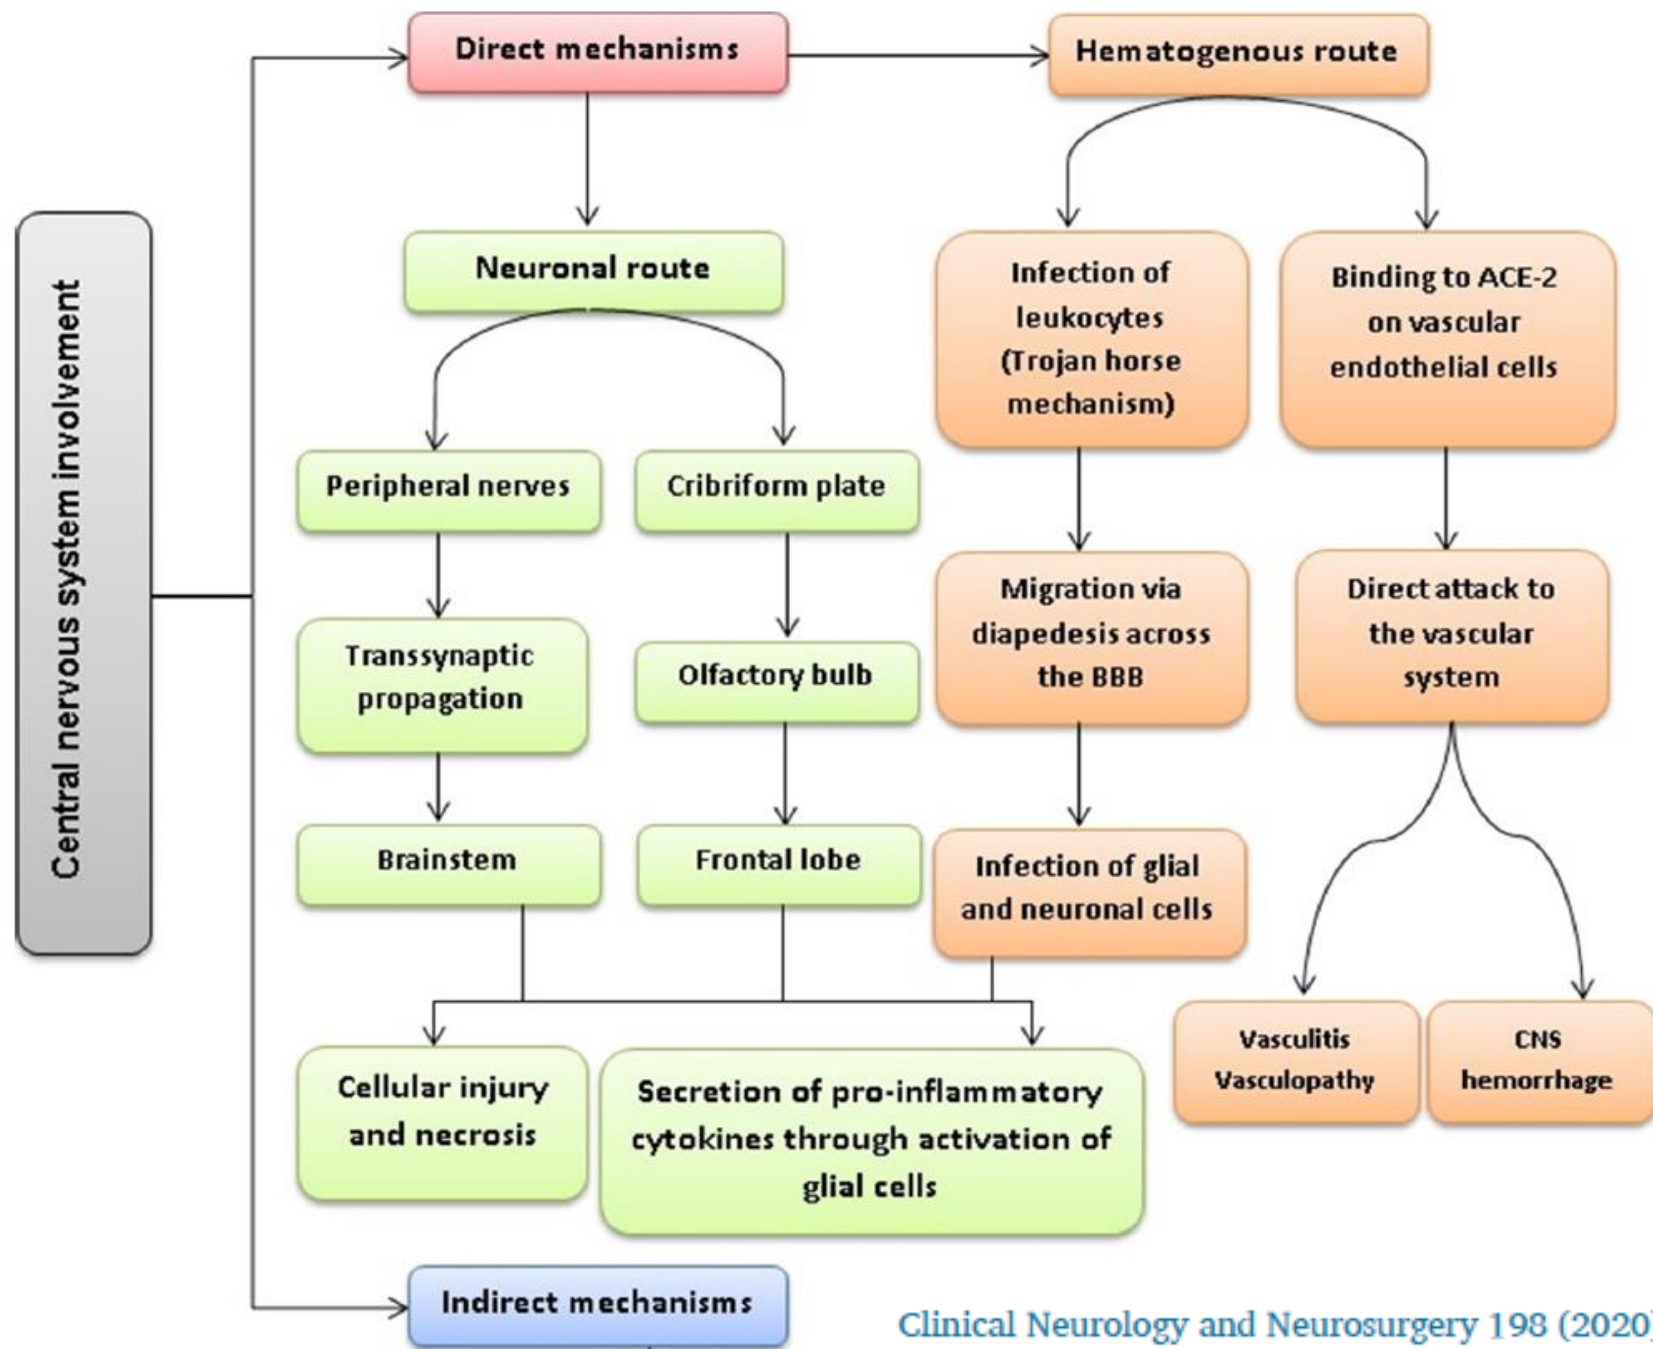 Central nervous system involvement
Direct mechanisms
Hematogenous route
Neuronal route
Infection of
leukocytes
(Trojan horse
mechanism)
Binding to ACE-2
on vascular
endothelial cells
Peripheral nerves
Cribriform plate
Transsynaptic
propagation
Olfactory bulb
Migration via
diapedesis across
the BBB
Direct attack to
the vascular
system
Brainstem
Frontal lobe
Infection of glial
and neuronal cells
Vasculitis
Vasculopathy
CNS
hemorrhage
Cellular injury
and necrosis
Secretion of pro-inflammatory
cytokines through activation of
glial cells
Indirect mechanisms
Clinical Neurology and Neurosurgery 198 (2020)